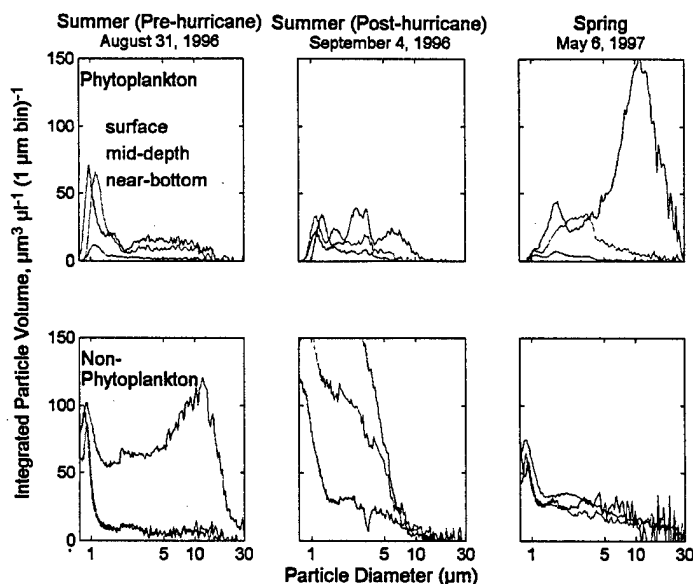 Summer (Pre-hurricane)
August 31, 1996
Summer (Post-hurricane)
September 4, 1996
Spring
May 6, 1997
Integrated Particle Volume, µm³ µl⁻¹ (1 µm bin)⁻¹
150
100
50
0
Phytoplankton
surface
mid-depth
near-bottom
150
100
50
0
Non-
Phytoplankton
1 5 10 30
1 5 10 30
1 5 10 30
Particle Diameter (µm)